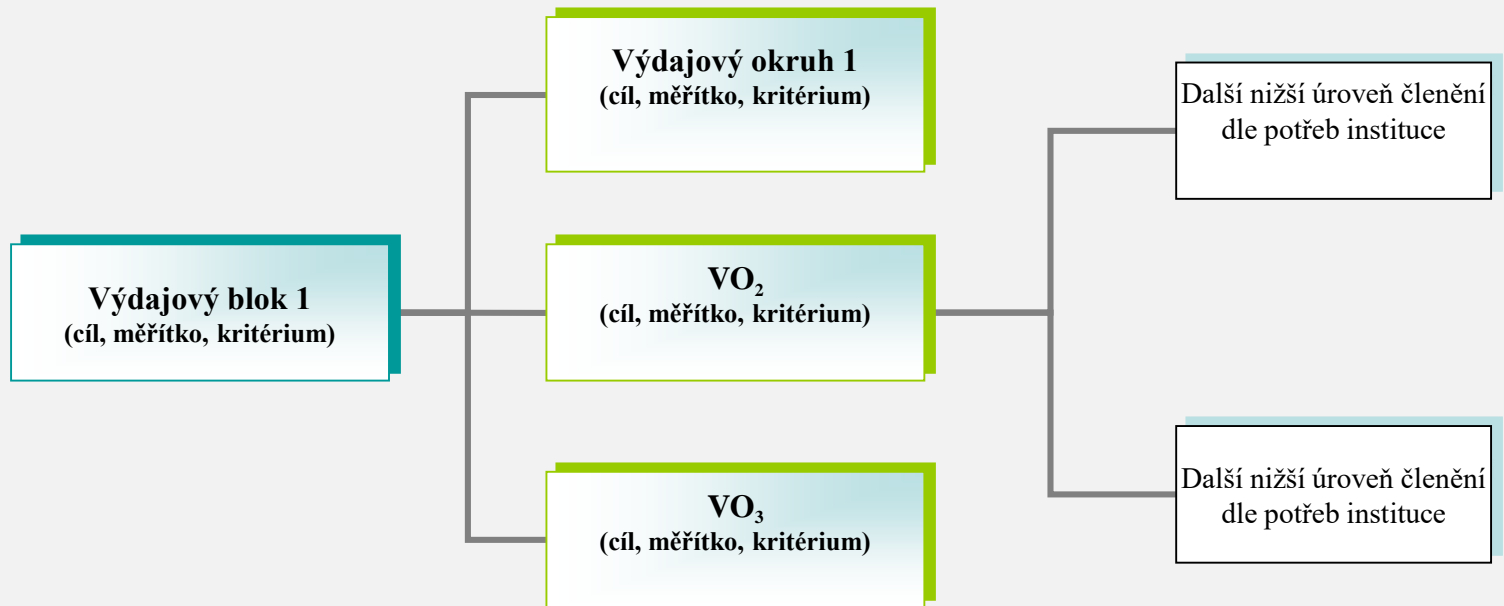 Výdajový okruh 1
(cíl, měřítko, kritérium)
Další nižší úroveň členění
dle potřeb instituce
Výdajový blok 1
(cíl, měřítko, kritérium)
VO₂
(cíl, měřítko, kritérium)
VO₃
(cíl, měřítko, kritérium)
Další nižší úroveň členění
dle potřeb instituce